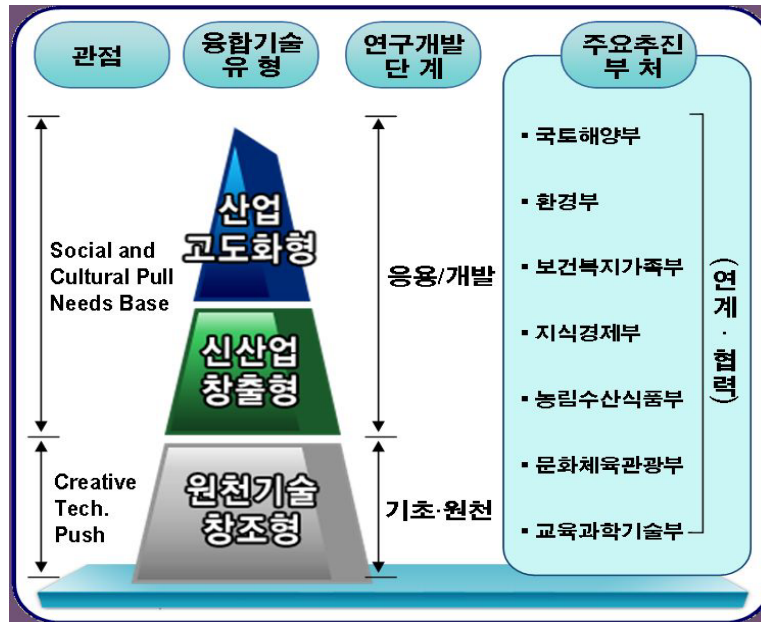 관점
융합기술
유 형
연구개발
단 계
주요추진
부 처
Social and
Cultural Pull
Needs Base
Creative
Tech.
Push
산업
고도화형
신산업
창출형
원천기술
창조형
응용/개발
기초·원천
▪ 국토해양부
▪ 환경부
▪ 보건복지가족부
▪ 지식경제부
▪ 농림수산식품부
▪ 문화체육관광부
▪ 교육과학기술부
(연계·협력)